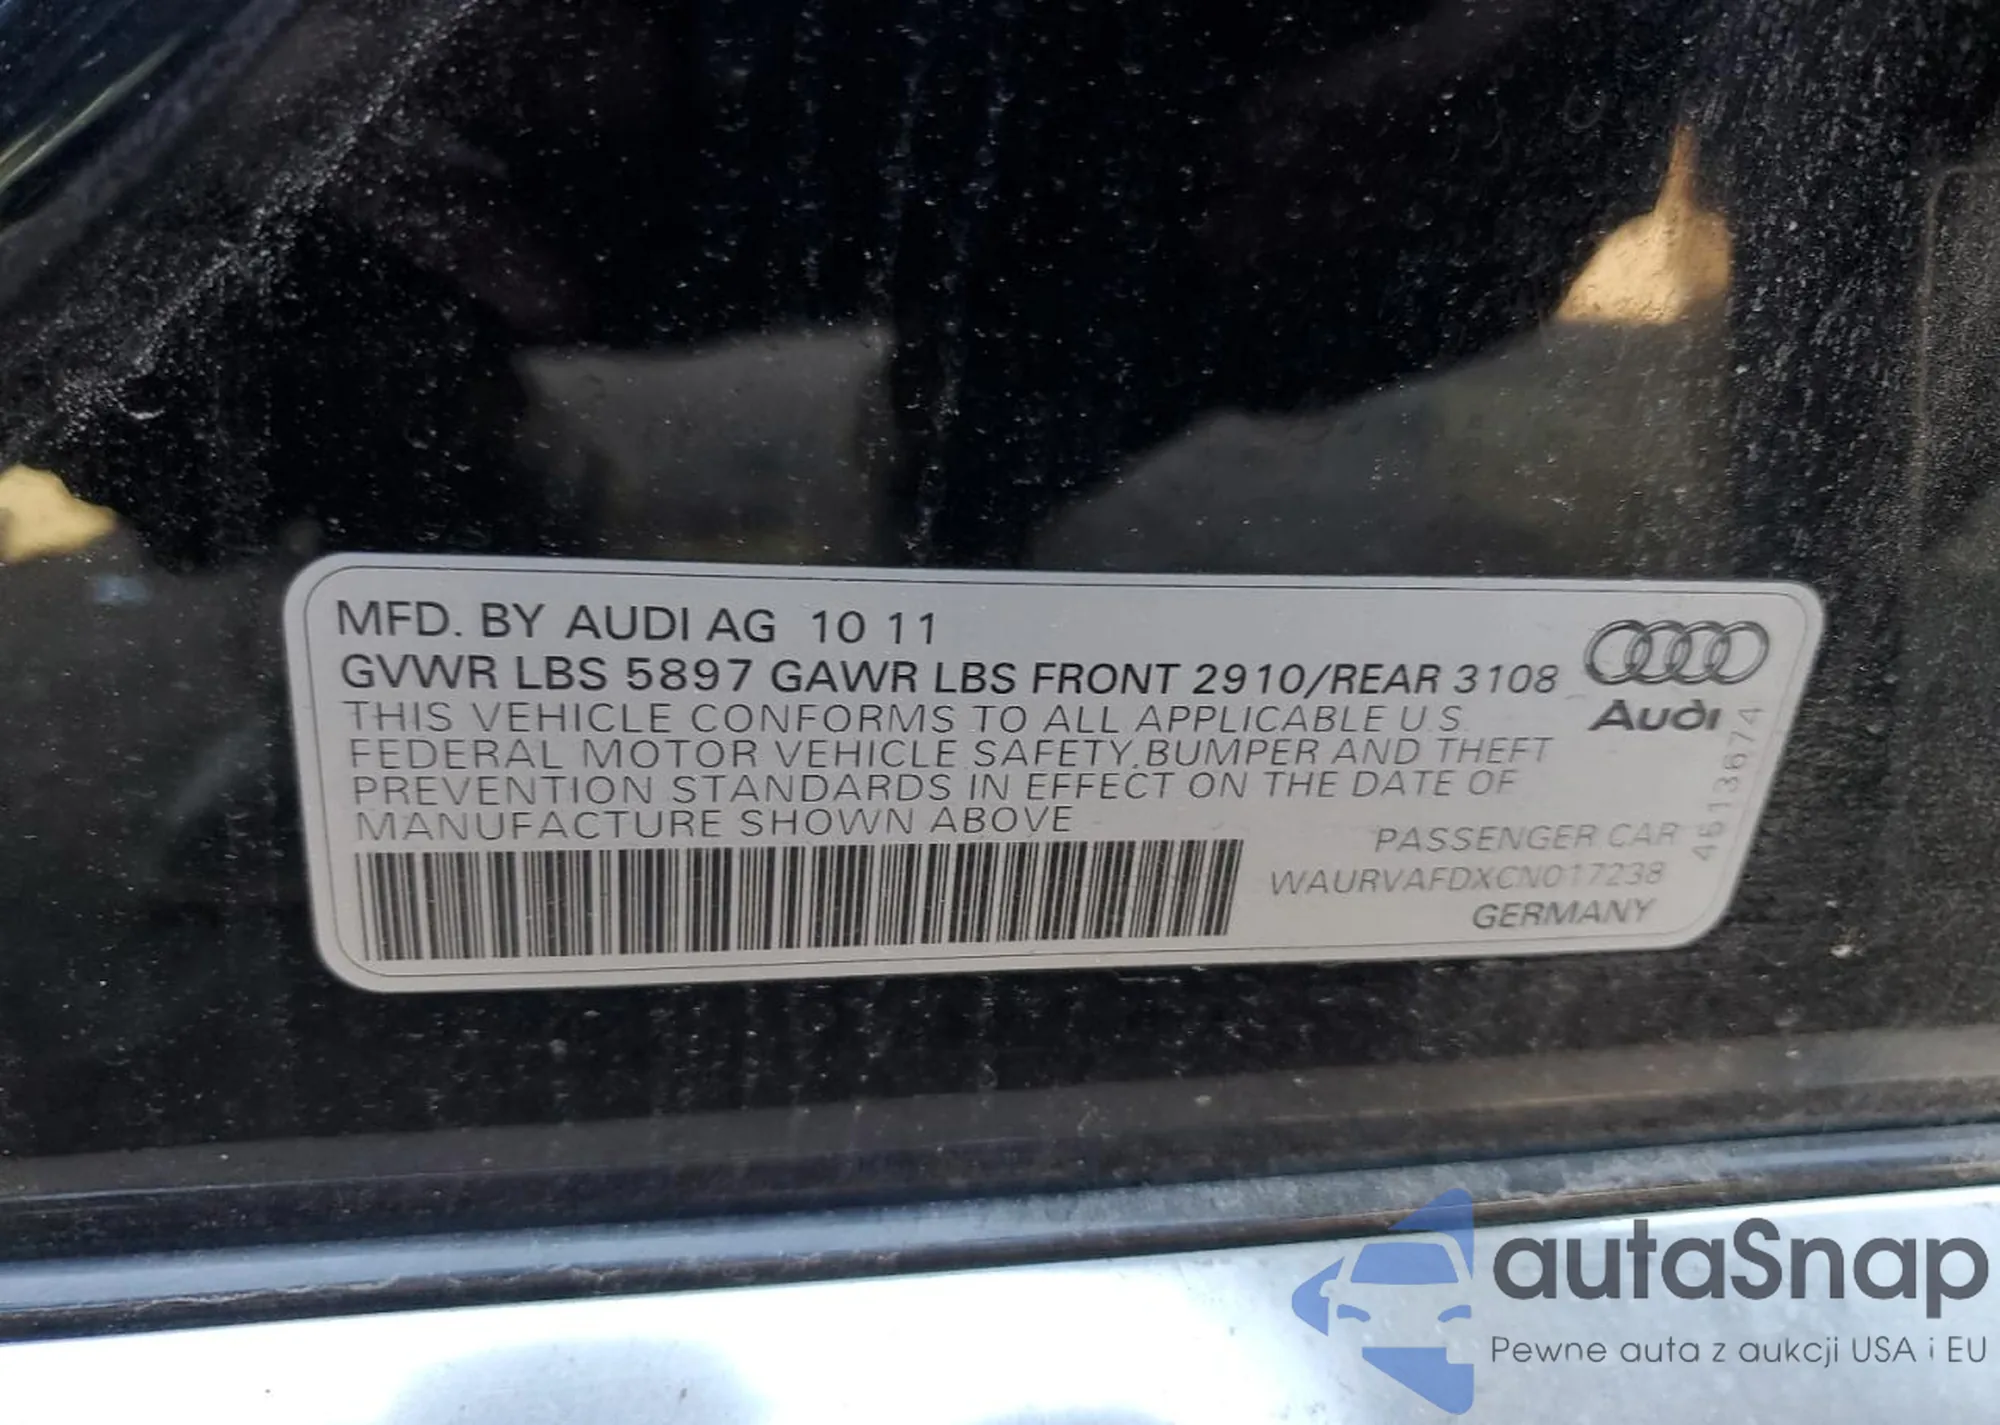 MFD. BY AUDI AG 10 11
GVWR LBS 5897 GAWR LBS FRONT 2910/REAR 3108
THIS VEHICLE CONFORMS TO ALL APPLICABLE U.S.
FEDERAL MOTOR VEHICLE SAFETY,BUMPER AND THEFT
PREVENTION STANDARDS IN EFFECT ON THE DATE OF
MANUFACTURE SHOWN ABOVE
Audi
PASSENGER CAR
WAURVAFDXCN017238
GERMANY
4513674
autaSnap
Pewne auta z aukcji USA i EU